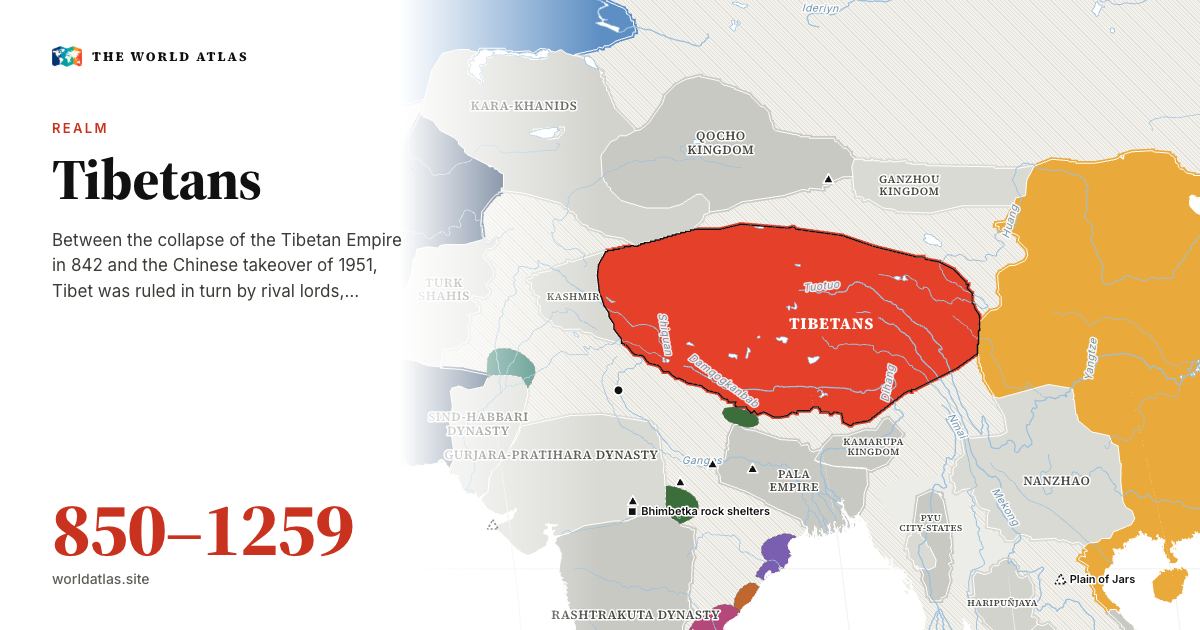 THE WORLD ATLAS
REALM
Tibetans
Between the collapse of the Tibetan Empire
in 842 and the Chinese takeover of 1951,
Tibet was ruled in turn by rival lords,...
850–1259
worldatlas.site
Ideriyn
KARA-KHANIDS
QOCHO
KINGDOM
GANZHOU
KINGDOM
Huang
TURK
SHAHIS
KASHMIR
Tuotuo
TIBETANS
Shiquan
Damqogkanbab
Dihang
Yangtze
SIND-HABBARI
DYNASTY
GURJARA-PRATIHARA DYNASTY
Ganges
KAMARUPA
KINGDOM
Nmai
PALA
EMPIRE
NANZHAO
Mekong
Bhimbetka rock shelters
PYU
CITY-STATES
Plain of Jars
HARIPUÑJAYA
RASHTRAKUTA DYNASTY